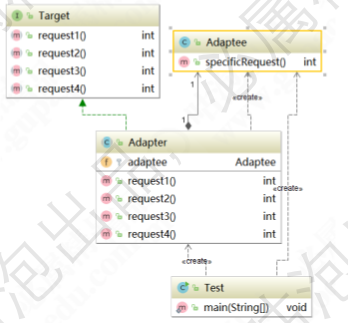 I Target
m request1() int
m request2() int
m request3() int
m request4() int
C Adaptee
m specificRequest() int
1
«create»
1
C Adapter
f adaptee Adaptee
m request1() int
m request2() int
m request3() int
m request4() int
«create»
«create»
C Test
m main(String[]) void